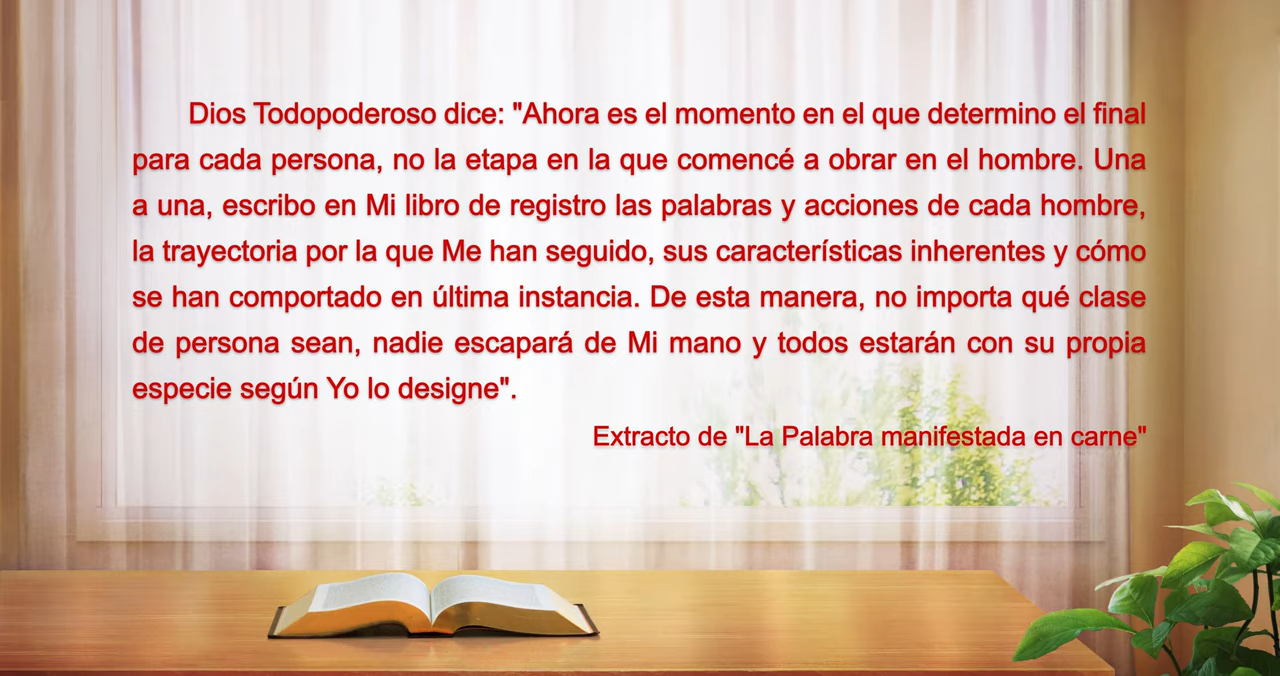 Dios Todopoderoso dice: "Ahora es el momento en el que determino el final
para cada persona, no la etapa en la que comencé a obrar en el hombre. Una
a una, escribo en Mi libro de registro las palabras y acciones de cada hombre,
la trayectoria por la que Me han seguido, sus características inherentes y cómo
se han comportado en última instancia. De esta manera, no importa qué clase
de persona sean, nadie escapará de Mi mano y todos estarán con su propia
especie según Yo lo designe".
Extracto de "La Palabra manifestada en carne"